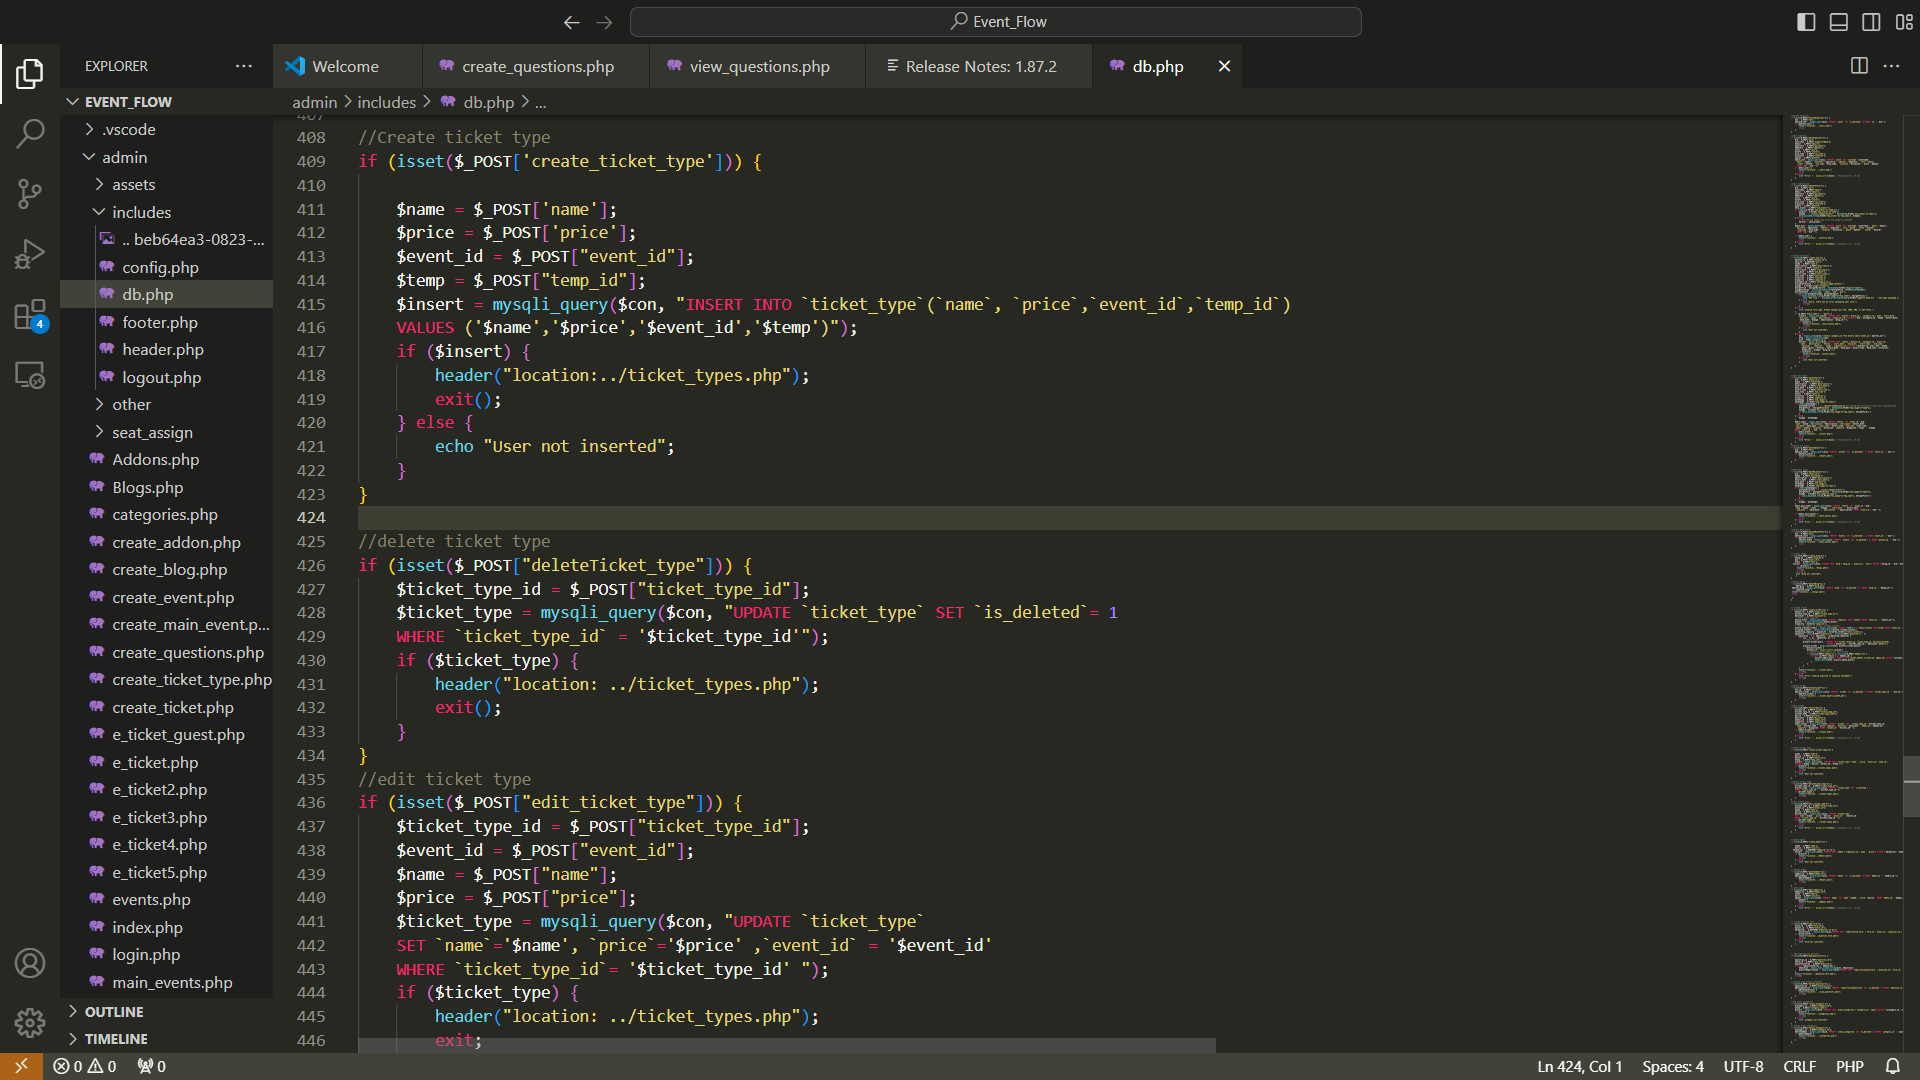 Event_Flow
EXPLORER
Welcome
create_questions.php
view_questions.php
Release Notes: 1.87.2
db.php
EVENT_FLOW
admin > includes > db.php > ...
.vscode
admin
assets
includes
.. beb64ea3-0823-...
config.php
db.php
footer.php
header.php
logout.php
other
seat_assign
Addons.php
Blogs.php
categories.php
create_addon.php
create_blog.php
create_event.php
create_main_event.p...
create_questions.php
create_ticket_type.php
create_ticket.php
e_ticket_guest.php
e_ticket.php
e_ticket2.php
e_ticket3.php
e_ticket4.php
e_ticket5.php
events.php
index.php
login.php
main_events.php
OUTLINE
TIMELINE
4
407
408 //Create ticket type
409 if (isset($_POST['create_ticket_type'])) {
410
411 $name = $_POST['name'];
412 $price = $_POST['price'];
413 $event_id = $_POST["event_id"];
414 $temp = $_POST["temp_id"];
415 $insert = mysqli_query($con, "INSERT INTO `ticket_type`(`name`, `price`,`event_id`,`temp_id`)
416 VALUES ('$name','$price','$event_id','$temp')");
417 if ($insert) {
418 header("location:../ticket_types.php");
419 exit();
420 } else {
421 echo "User not inserted";
422 }
423 }
424
425 //delete ticket type
426 if (isset($_POST["deleteTicket_type"])) {
427 $ticket_type_id = $_POST["ticket_type_id"];
428 $ticket_type = mysqli_query($con, "UPDATE `ticket_type` SET `is_deleted`= 1
429 WHERE `ticket_type_id` = '$ticket_type_id'");
430 if ($ticket_type) {
431 header("location: ../ticket_types.php");
432 exit();
433 }
434 }
435 //edit ticket type
436 if (isset($_POST["edit_ticket_type"])) {
437 $ticket_type_id = $_POST["ticket_type_id"];
438 $event_id = $_POST["event_id"];
439 $name = $_POST["name"];
440 $price = $_POST["price"];
441 $ticket_type = mysqli_query($con, "UPDATE `ticket_type`
442 SET `name`='$name', `price`='$price' ,`event_id` = '$event_id'
443 WHERE `ticket_type_id`= '$ticket_type_id' ");
444 if ($ticket_type) {
445 header("location: ../ticket_types.php");
446 exit;
0 0 0
Ln 424, Col 1 Spaces: 4 UTF-8 CRLF PHP